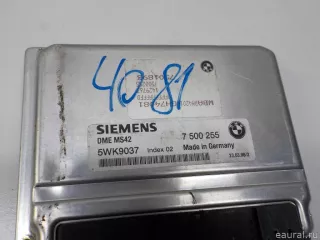 4081
SIEMENS
7 500 255
DME MS42
5WK9037 Index 02 Made in Germany
eaural.ru